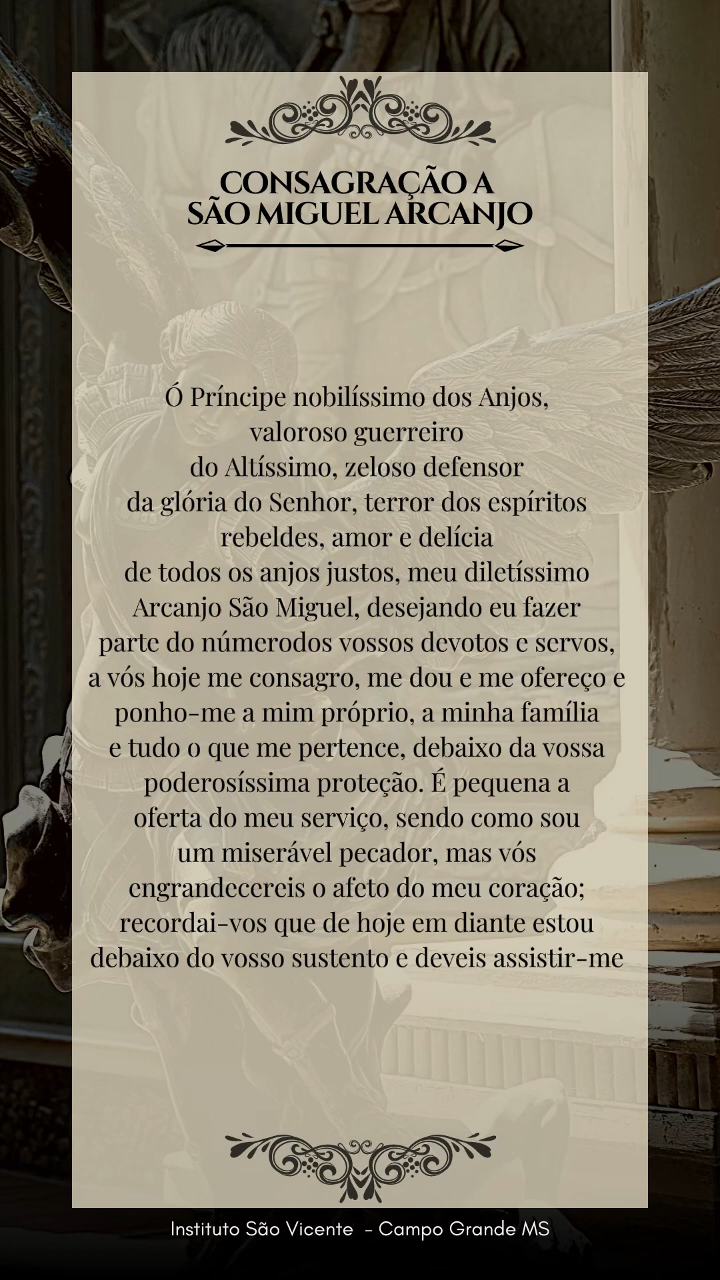 CONSAGRAÇÃO A
SÃO MIGUEL ARCANJO
Ó Príncipe nobilíssimo dos Anjos,
valoroso guerreiro
do Altíssimo, zeloso defensor
da glória do Senhor, terror dos espíritos
rebeldes, amor e delícia
de todos os anjos justos, meu diletíssimo
Arcanjo São Miguel, desejando eu fazer
parte do númerodos vossos devotos e servos,
a vós hoje me consagro, me dou e me ofereço e
ponho-me a mim próprio, a minha família
e tudo o que me pertence, debaixo da vossa
poderosíssima proteção. É pequena a
oferta do meu serviço, sendo como sou
um miserável pecador, mas vós
engrandecereis o afeto do meu coração;
recordai-vos que de hoje em diante estou
debaixo do vosso sustento e deveis assistir-me
Instituto São Vicente - Campo Grande MS